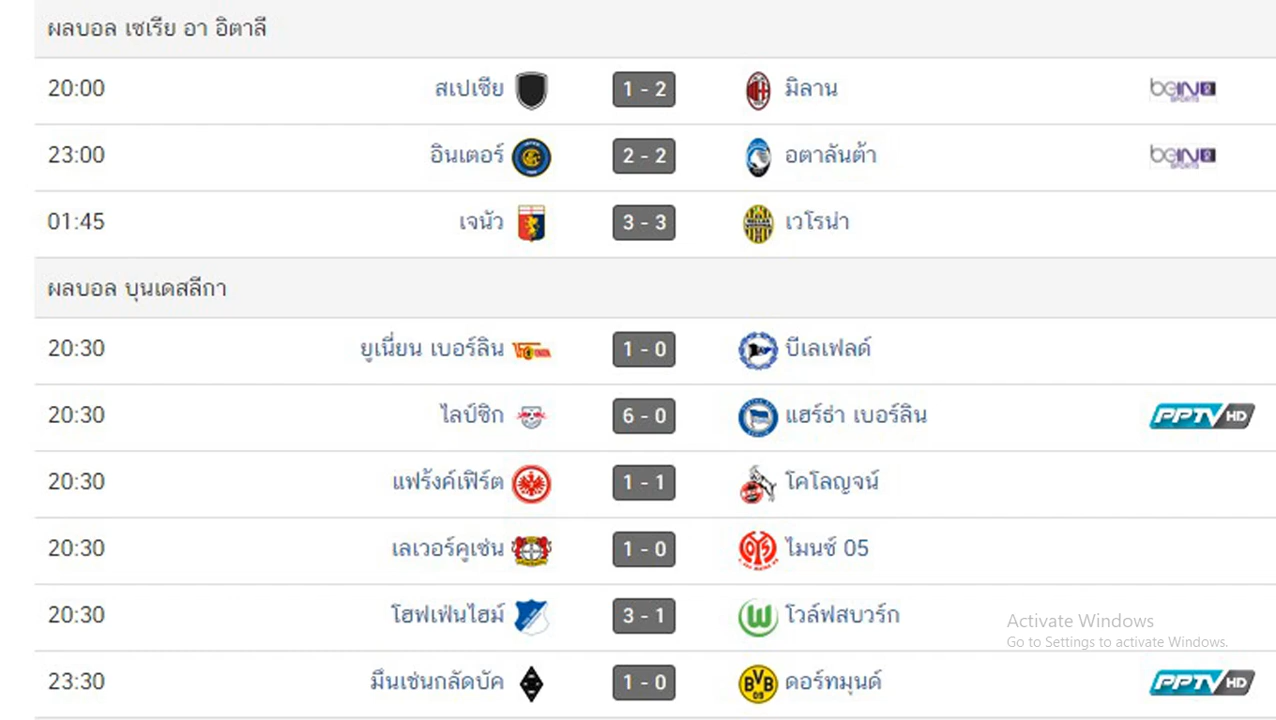 ผลบอล เซเรีย อา อิตาลี
20:00 สเปเซีย 1 - 2 มิลาน beIN 2 SPORTS
23:00 อินเตอร์ 2 - 2 อตาลันต้า beIN 2 SPORTS
01:45 เจนัว 3 - 3 เวโรน่า
ผลบอล บุนเดสลีกา
20:30 ยูเนี่ยน เบอร์ลิน 1 - 0 บีเลเฟลด์
20:30 ไลป์ซิก 6 - 0 แฮร์ธ่า เบอร์ลิน PPTV HD
20:30 แฟร้งค์เฟิร์ต 1 - 1 โคโลญจน์
20:30 เลเวอร์คูเซ่น 1 - 0 ไมนซ์ 05
20:30 โฮฟเฟ่นไฮม์ 3 - 1 โวล์ฟสบวร์ก
Activate Windows
Go to Settings to activate Windows.
23:30 มึนเช่นกลัดบัค 1 - 0 BVB 09 ดอร์ทมุนด์ PPTV HD